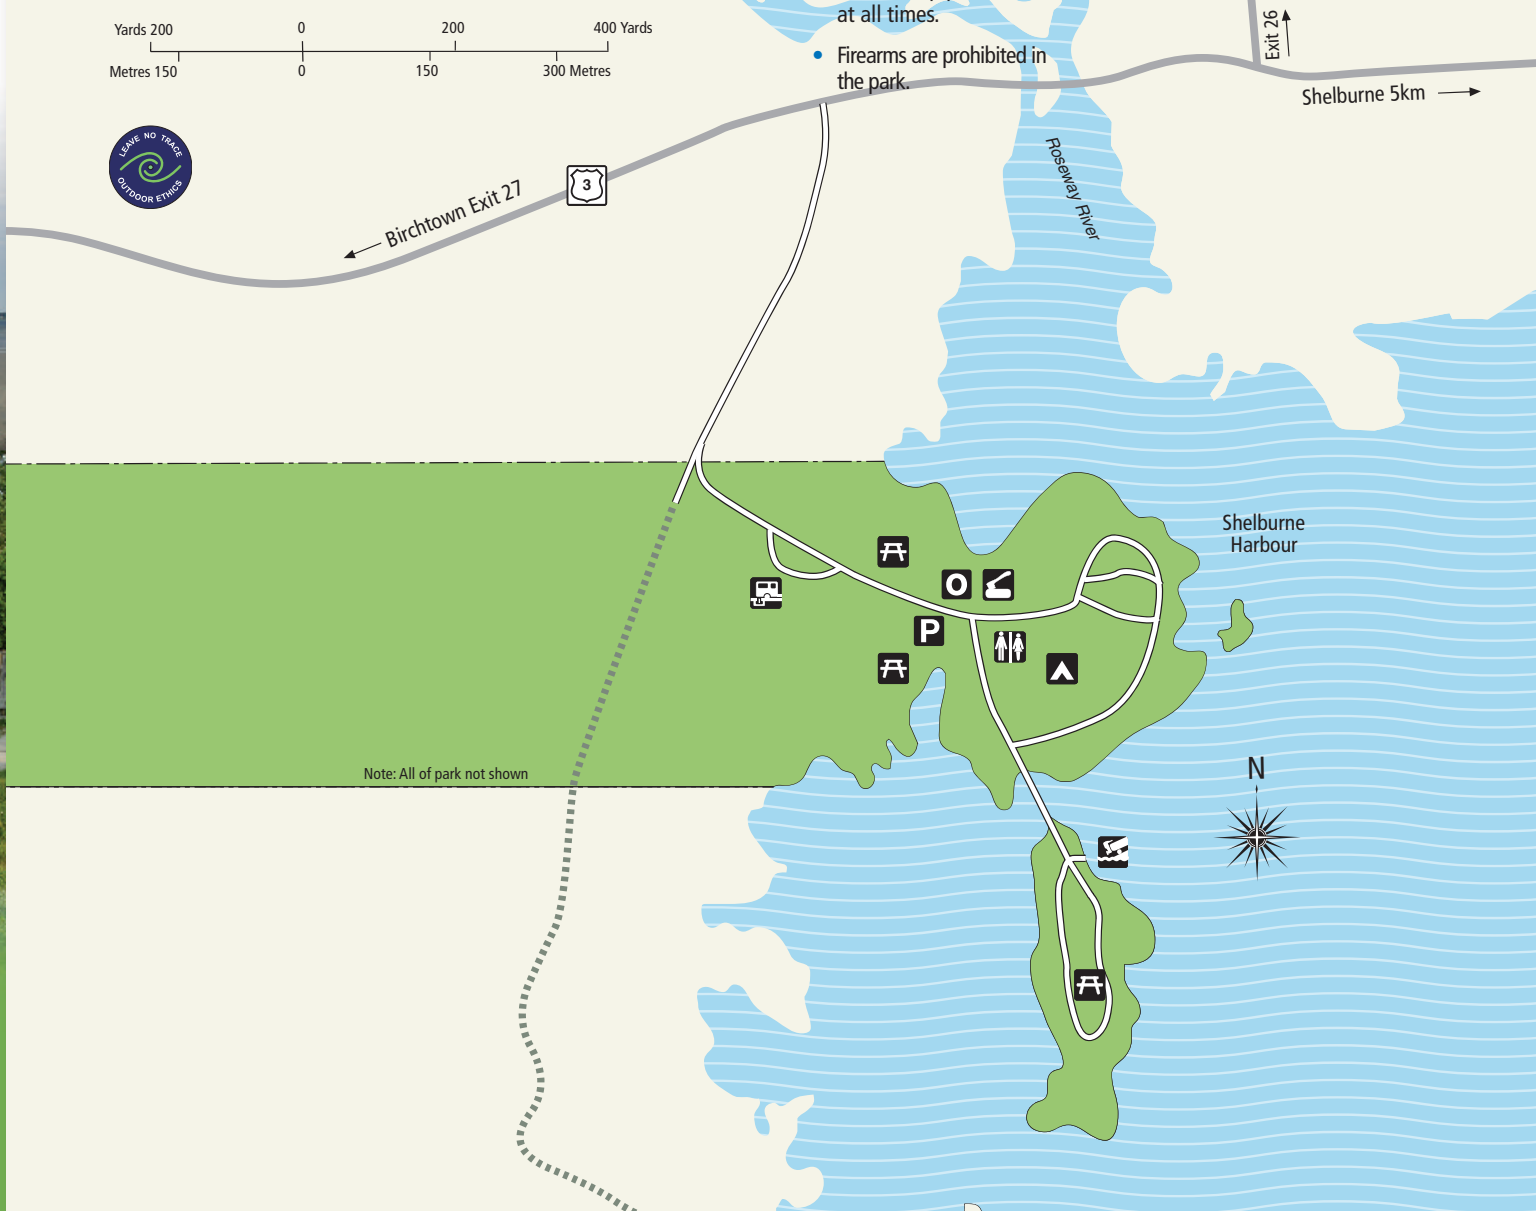 at all times.
• Firearms are prohibited in
the park.
Yards 200 0 200 400 Yards
Metres 150 0 150 300 Metres
LEAVE NO TRACE
OUTDOOR ETHICS
Exit 26
Shelburne 5km
Birchtown Exit 27
3
Roseway River
Shelburne
Harbour
O
P
Note: All of park not shown
N